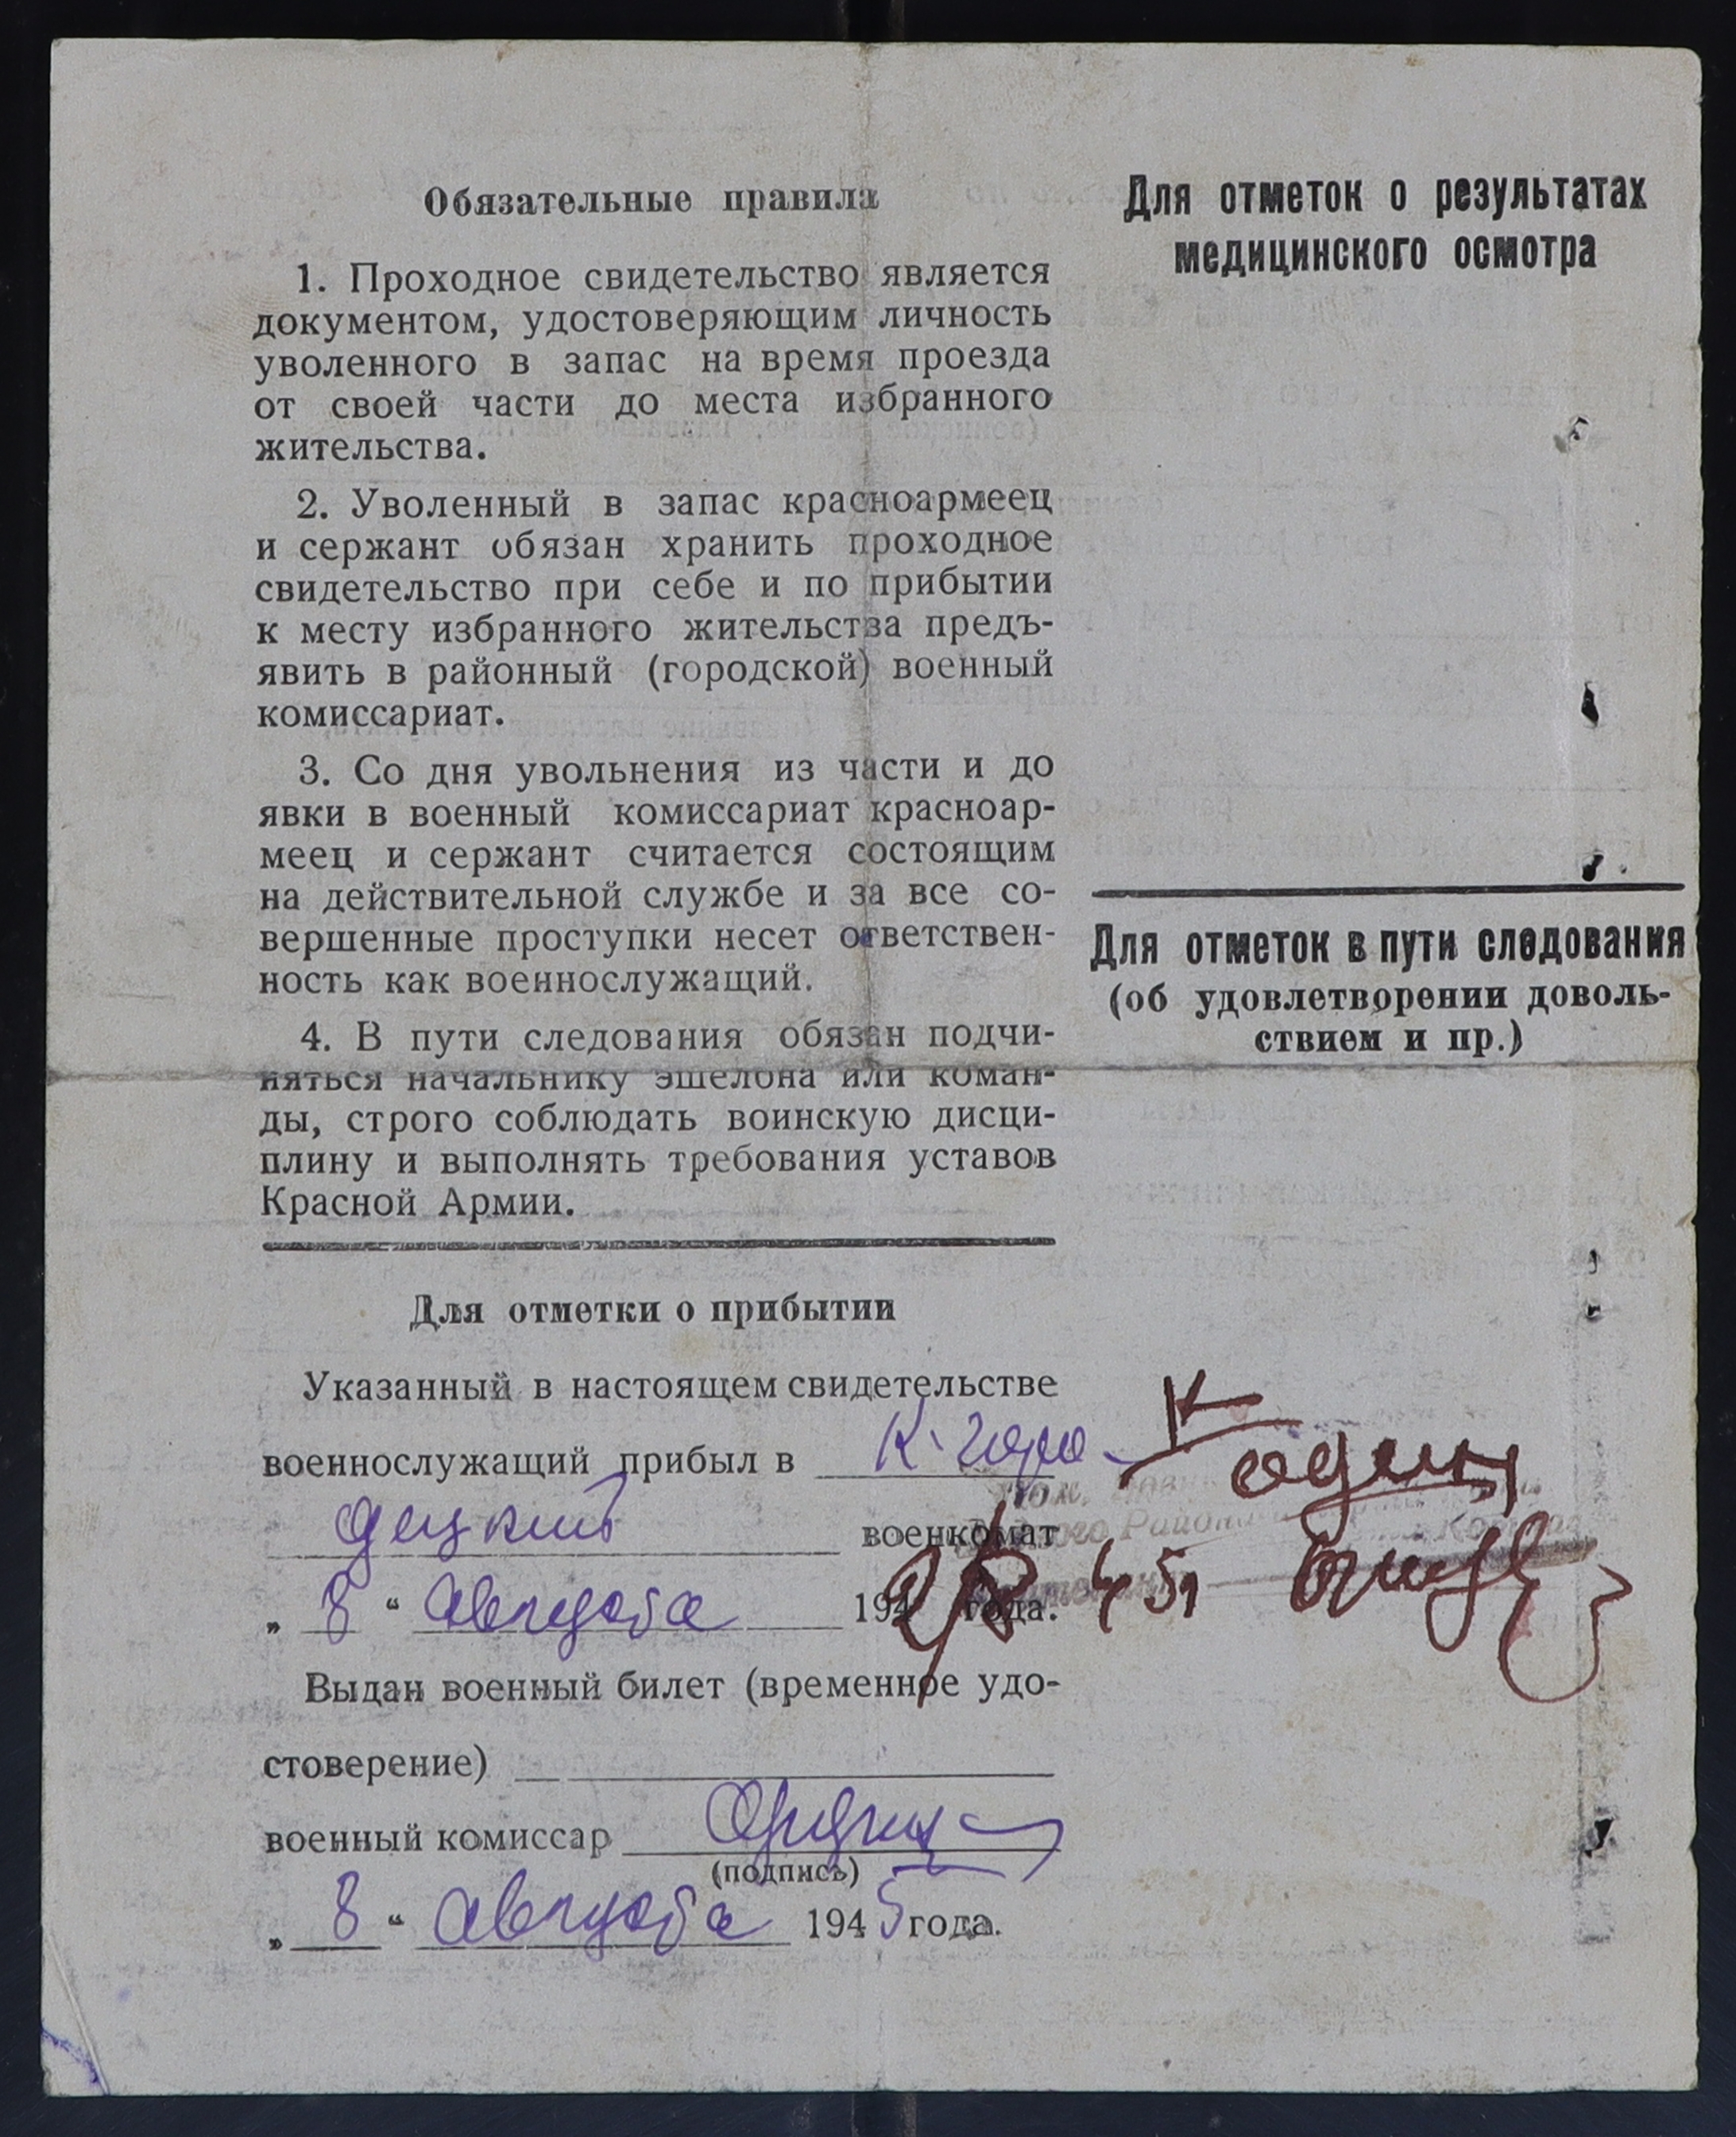 Обязательные правила
1. Проходное свидетельство является
документом, удостоверяющим личность
уволенного в запас на время проезда
от своей части до места избранного
жительства.
2. Уволенный в запас красноармеец
и сержант обязан хранить проходное
свидетельство при себе и по прибытии
к месту избранного жительства предъ-
явить в районный (городской) военный
комиссариат.
3. Со дня увольнения из части и до
явки в военный комиссариат красноар-
меец и сержант считается состоящим
на действительной службе и за все со-
вершенные проступки несет ответствен-
ность как военнослужащий.
4. В пути следования обязан подчи-
няться начальнику эшелона или коман-
ды, строго соблюдать воинскую дисци-
плину и выполнять требования уставов
Красной Армии.
Для отметки о прибытии
Указанный в настоящем свидетельстве
военнослужащий прибыл в К-горо-
децкий военкомат
„ 8 “ Августа 194 года.
Выдан военный билет (временное удо-
стоверение)
военный комиссар
(подпись)
„ 8 “ Августа 1945 года.
Для отметок о результатах
медицинского осмотра
Для отметок в пути следования
(об удовлетворении доволь-
ствием и пр.)